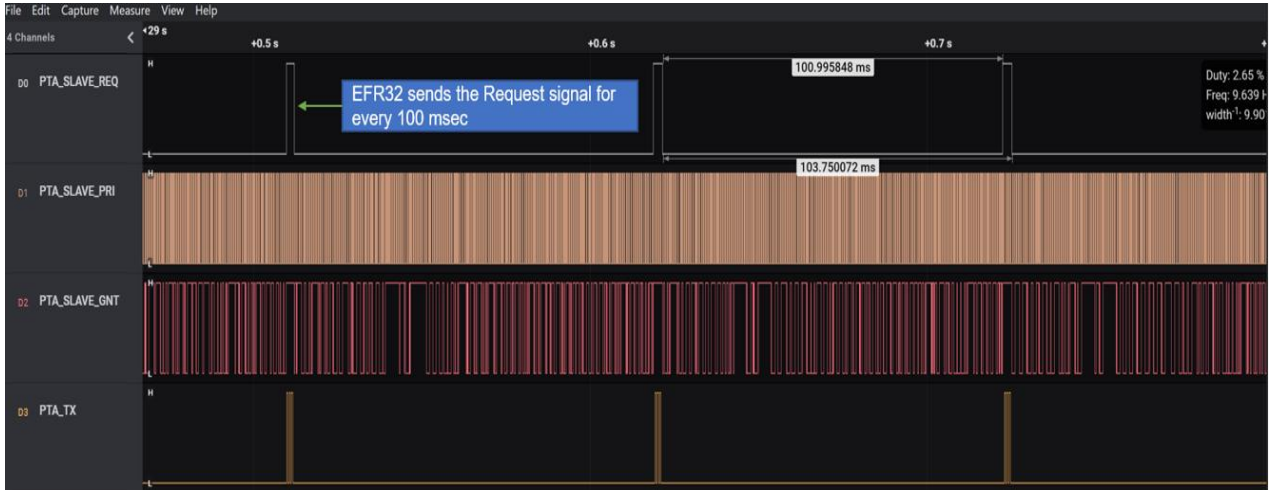 File Edit Capture Measure View Help
4 Channels
29 s
+0.5 s
+0.6 s
+0.7 s
+
D0 PTA_SLAVE_REQ
H
L
EFR32 sends the Request signal for
every 100 msec
100.995848 ms
103.750072 ms
Duty: 2.65 %
Freq: 9.639
width-1: 9.90
D1 PTA_SLAVE_PRI
H
L
D2 PTA_SLAVE_GNT
H
L
D3 PTA_TX
H
L